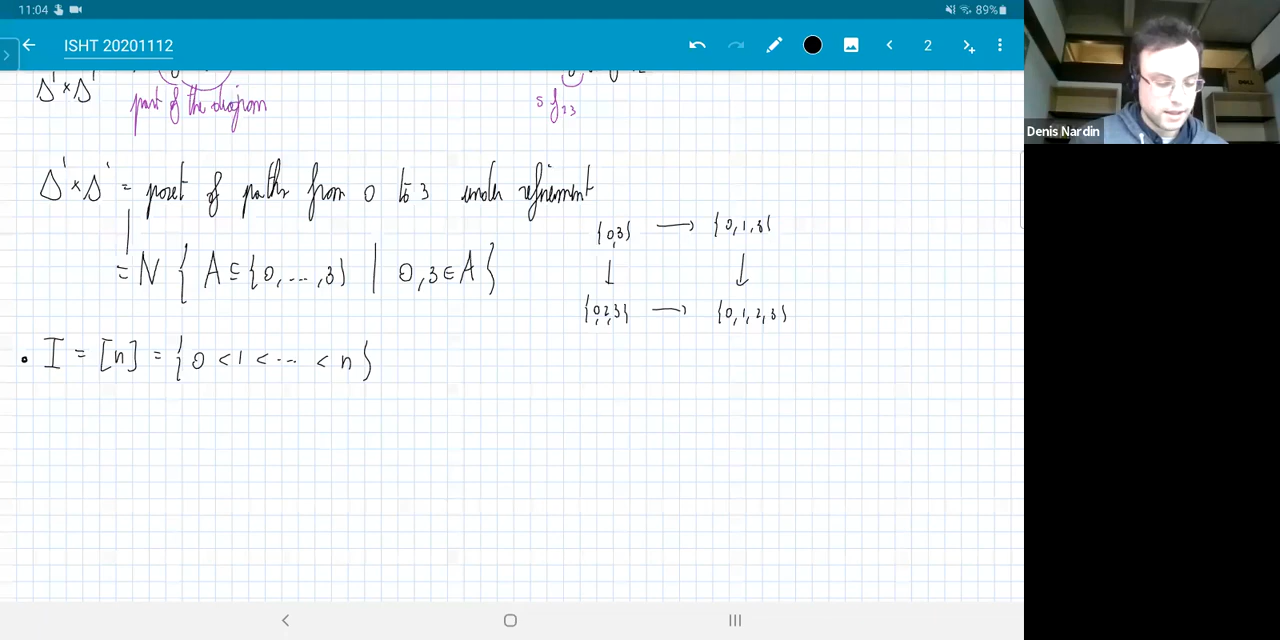 11:04 89%
ISHT 20201112 2
Δ¹ × Δ¹ part of the diagram s f₂₃
Δ¹ × Δ¹ = poset of paths from 0 to 3 under refinement
{0,3} → {0,1,3}
= N { A ⊆ {0,...,3} | 0,3 ∈ A }
↓ ↓
{0,2,3} → {0,1,2,3}
• I = [n] = {0 < 1 < ... < n}
Denis Nardin